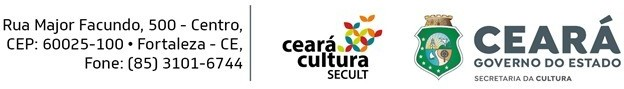 Rua Major Facundo, 500 - Centro,
CEP: 60025-100 • Fortaleza - CE,
Fone: (85) 3101-6744
ceará
cultura
SECULT
CEARÁ
GOVERNO DO ESTADO
SECRETARIA DA CULTURA